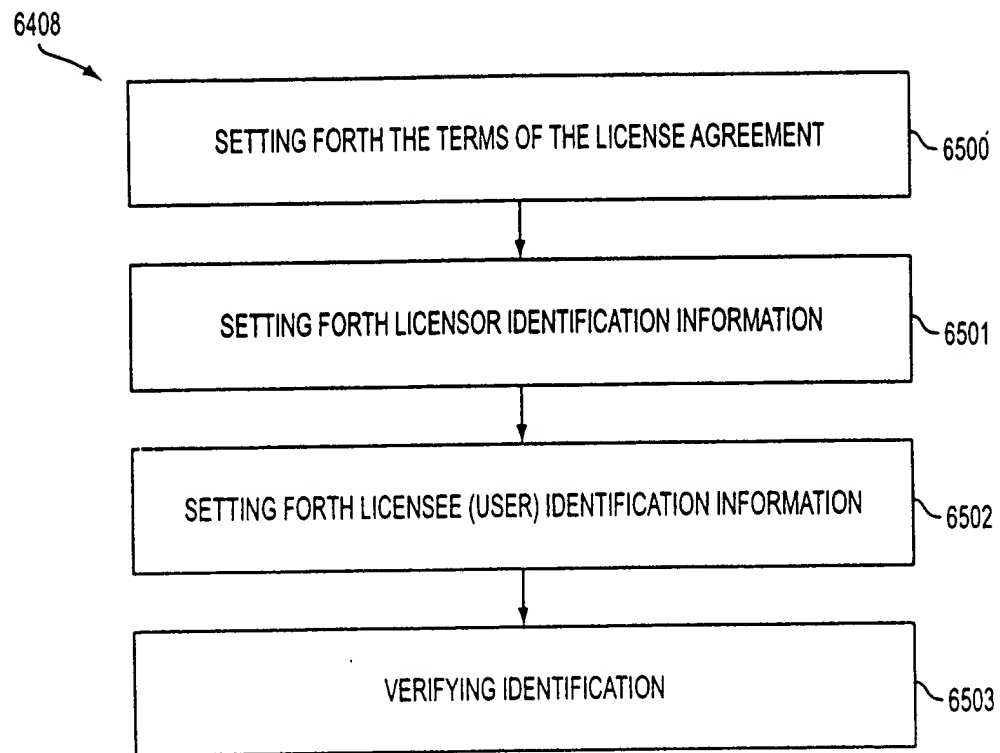 6408
SETTING FORTH THE TERMS OF THE LICENSE AGREEMENT
6500
SETTING FORTH LICENSOR IDENTIFICATION INFORMATION
6501
SETTING FORTH LICENSEE (USER) IDENTIFICATION INFORMATION
6502
VERIFYING IDENTIFICATION
6503